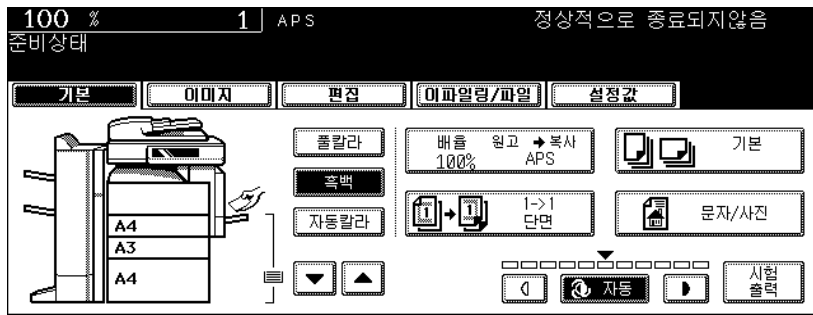 100 % 1 APS 정상적으로 종료되지않음
준비상태
기본 이미지 편집 이파일링/파일 설정값
풀칼라
흑백
자동칼라
배율 원고 ➔복사
100% APS
기본
1 1 1->1
단면
문자/사진
A4
A3
A4
자동
시험
출력